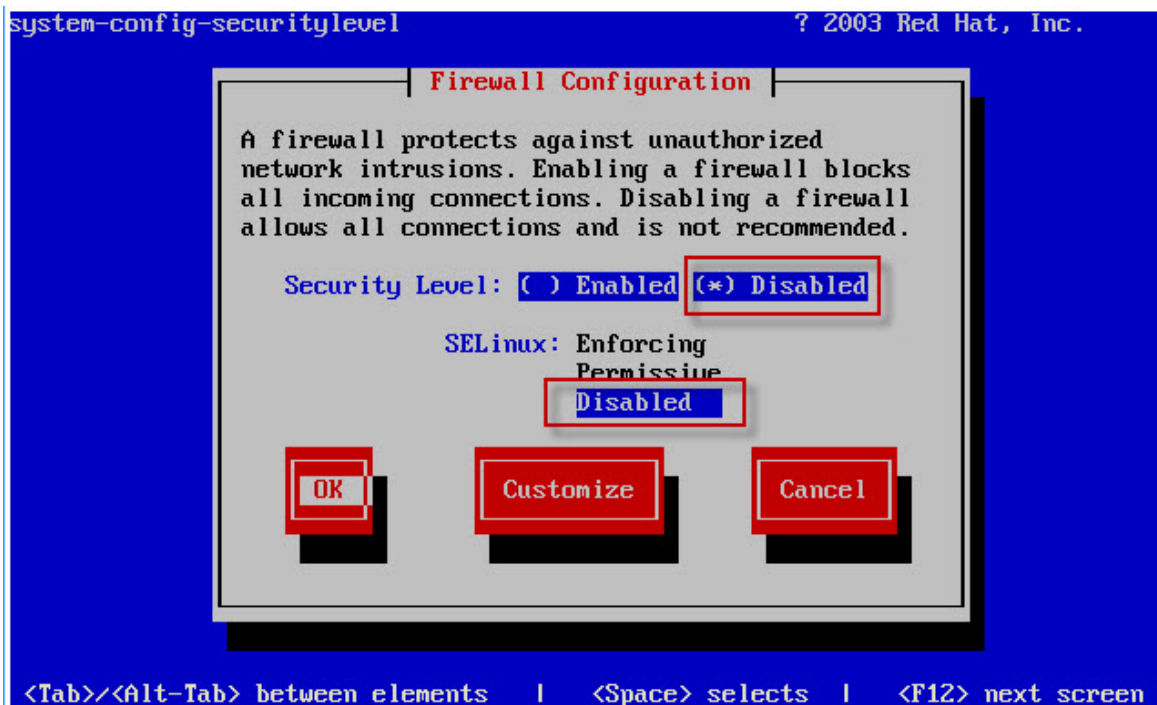 system-config-securitylevel ? 2003 Red Hat, Inc.
Firewall Configuration
A firewall protects against unauthorized
network intrusions. Enabling a firewall blocks
all incoming connections. Disabling a firewall
allows all connections and is not recommended.
Security Level: ( ) Enabled (*) Disabled
SELinux: Enforcing
Permissive
Disabled
OK Customize Cancel
<Tab>/<Alt-Tab> between elements | <Space> selects | <F12> next screen